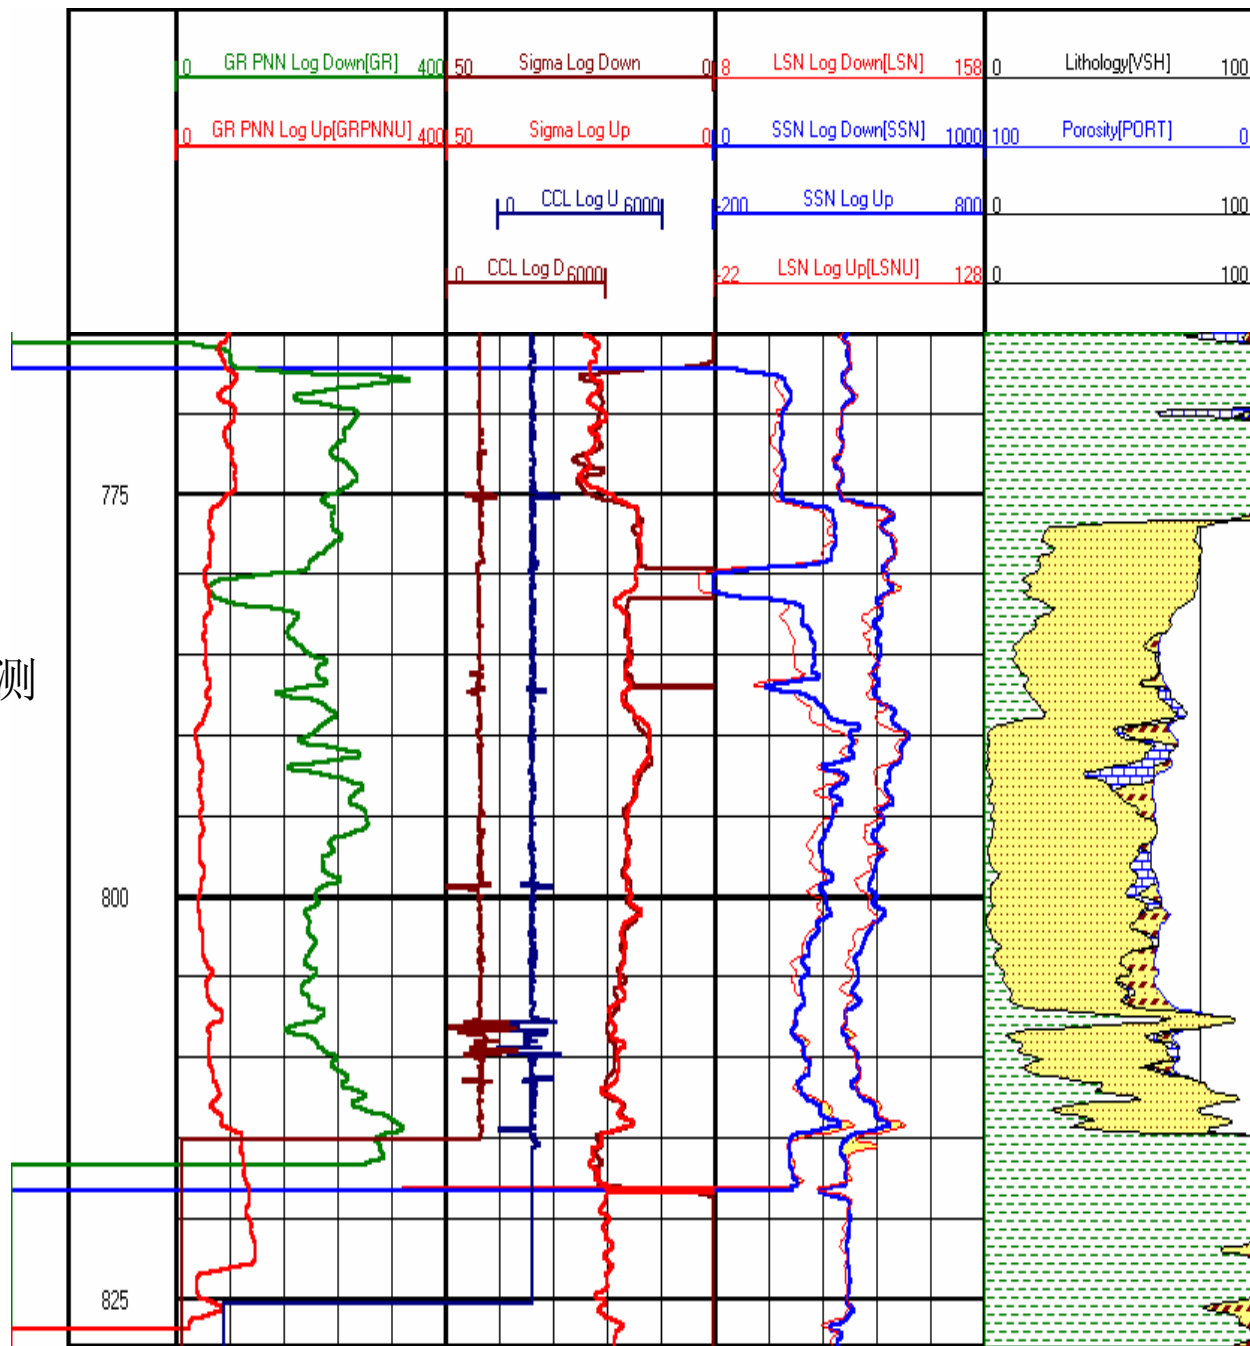 0 GR PNN Log Down[GR] 400 50 Sigma Log Down 0 8 LSN Log Down[LSN] 158 0 Lithology[VSH] 100
0 GR PNN Log Up[GRPNNU] 400 50 Sigma Log Up 0 0 SSN Log Down[SSN] 1000 100 Porosity[PORT] 0
0 CCL Log U 6000 -200 SSN Log Up 800 0 100
0 CCL Log D 6000 -22 LSN Log Up[LSNU] 128 0 100
775
测
800
825